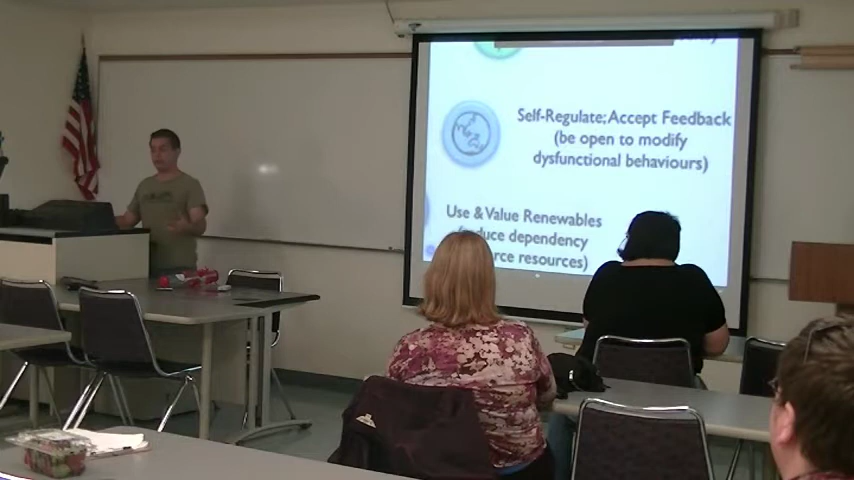 Self-Regulate; Accept Feedback
(be open to modify
dysfunctional behaviours)
Use & Value Renewables
dependency
resources)